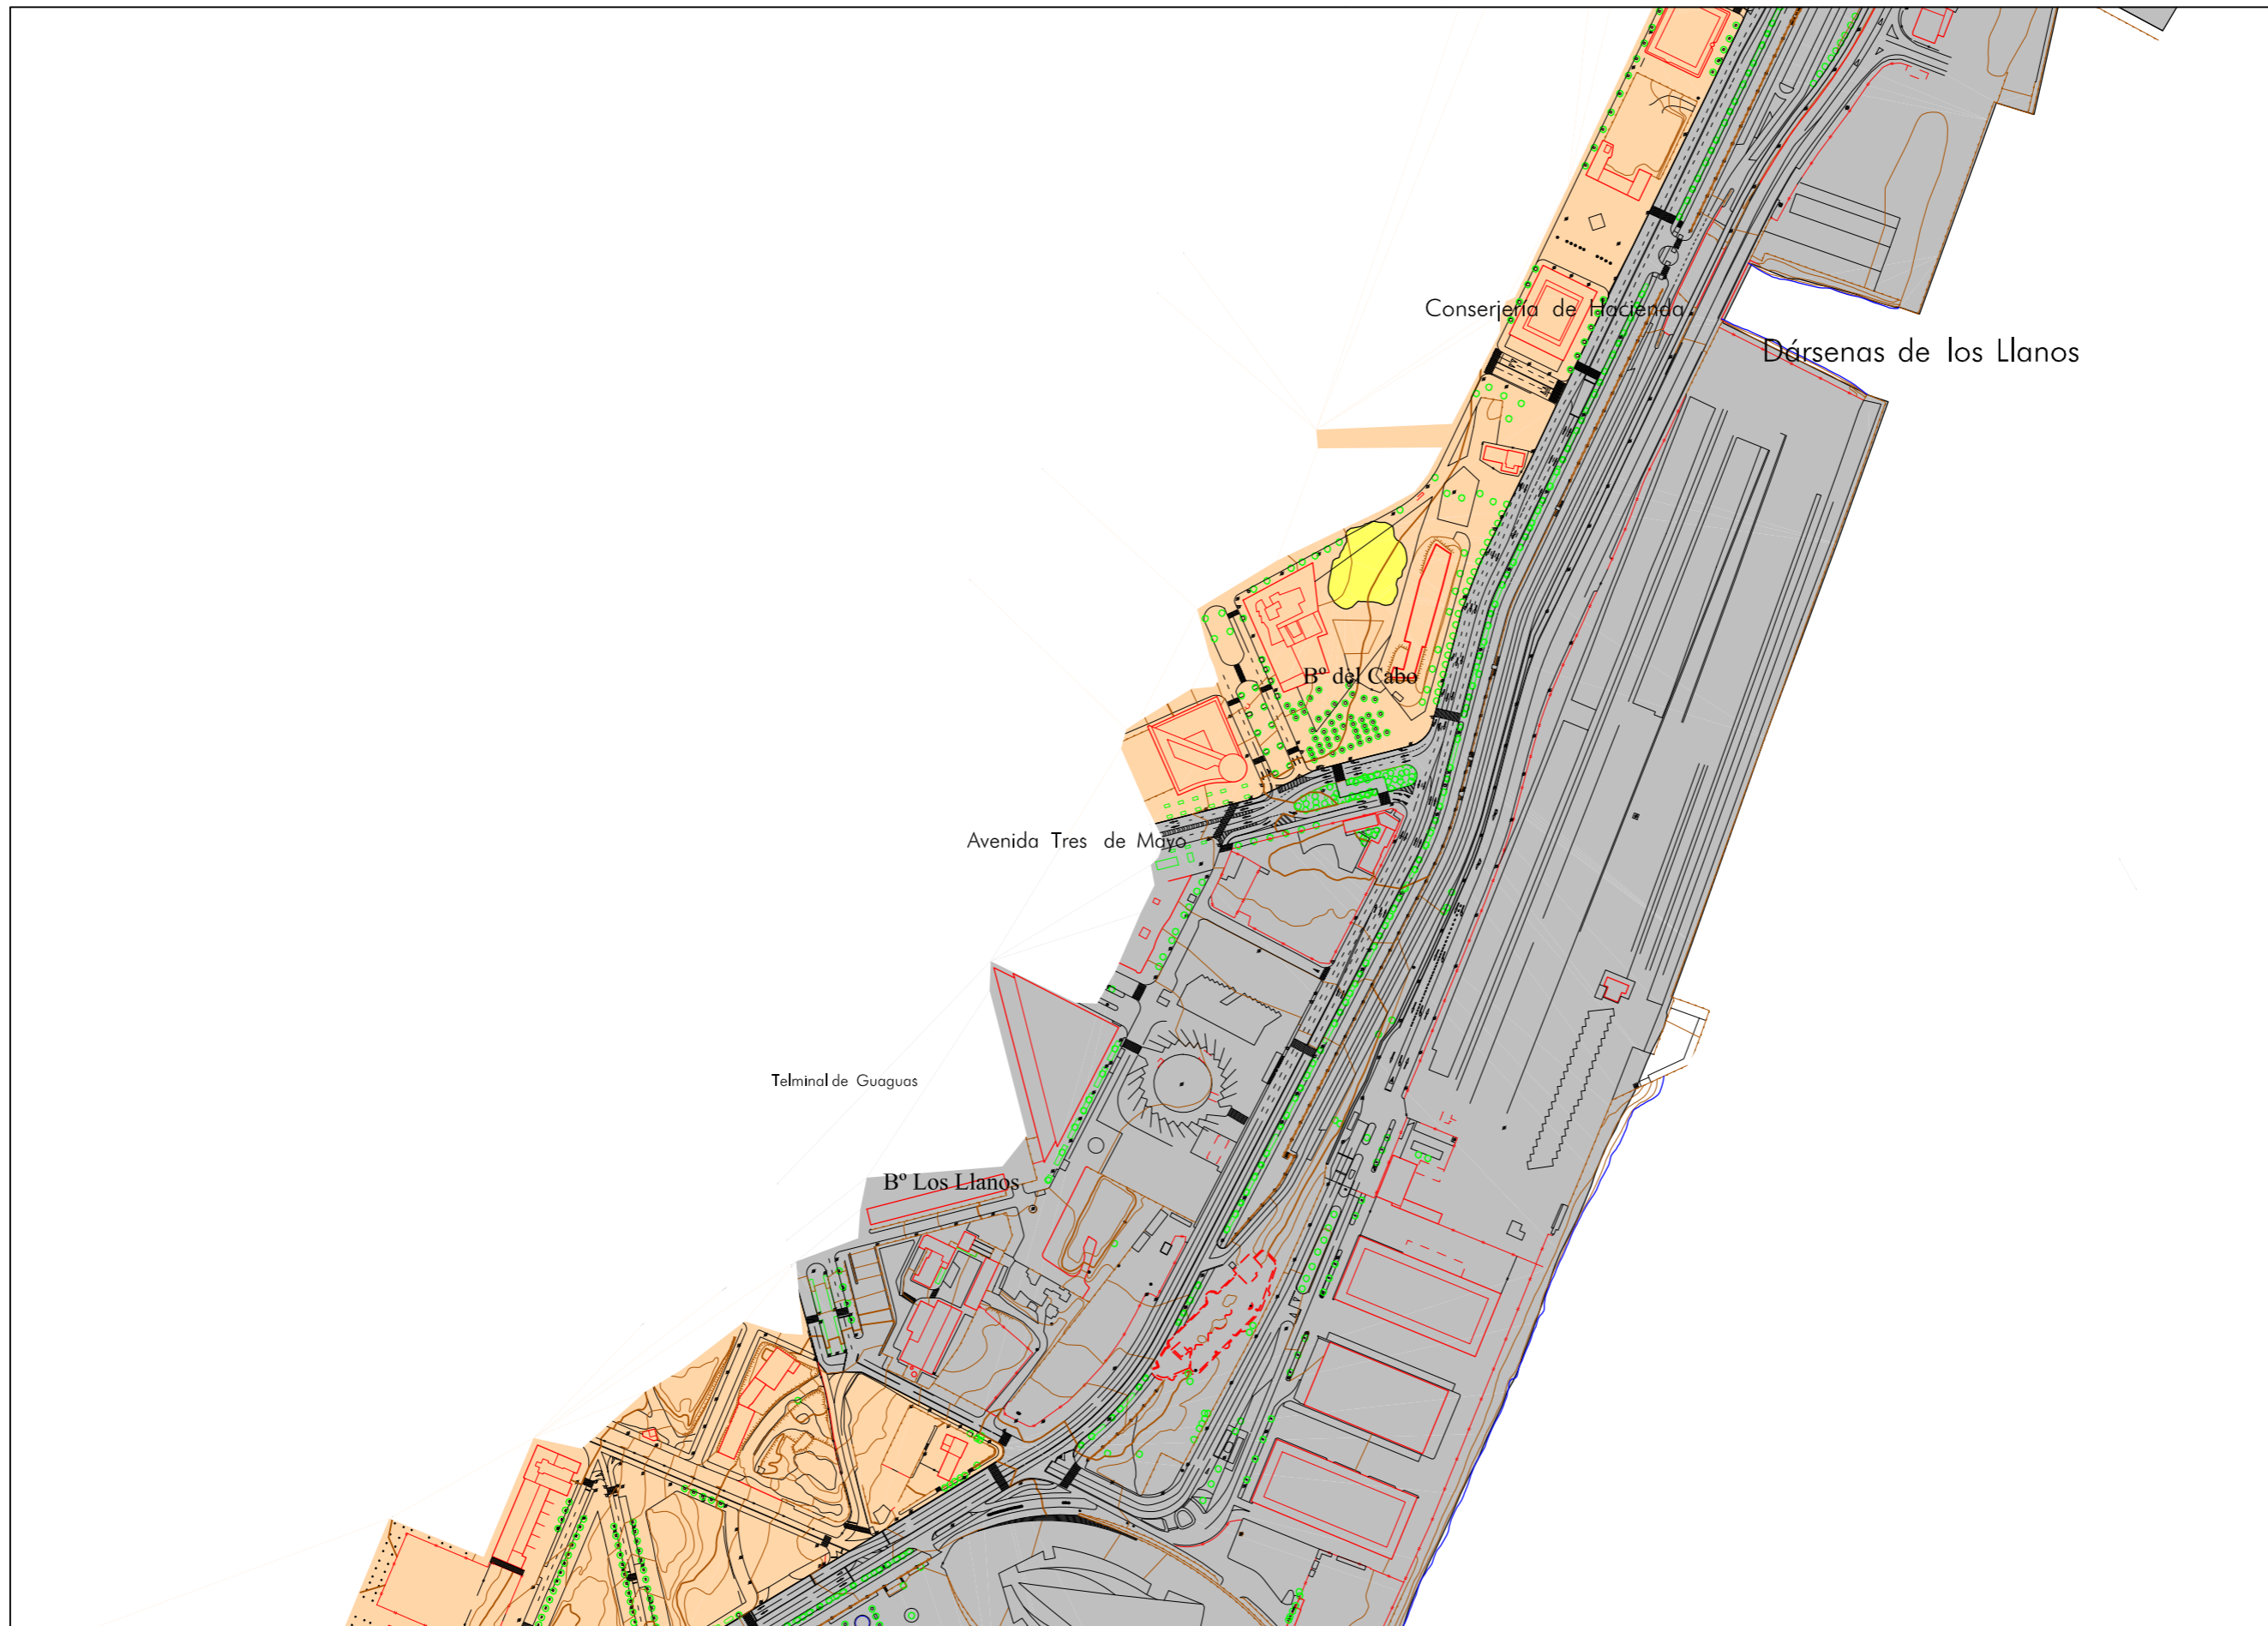 Conserjería de Hacienda
Dársenas de los Llanos
Bº del Cabo
Avenida Tres de Mayo
Telminal de Guaguas
Bº Los Llanos